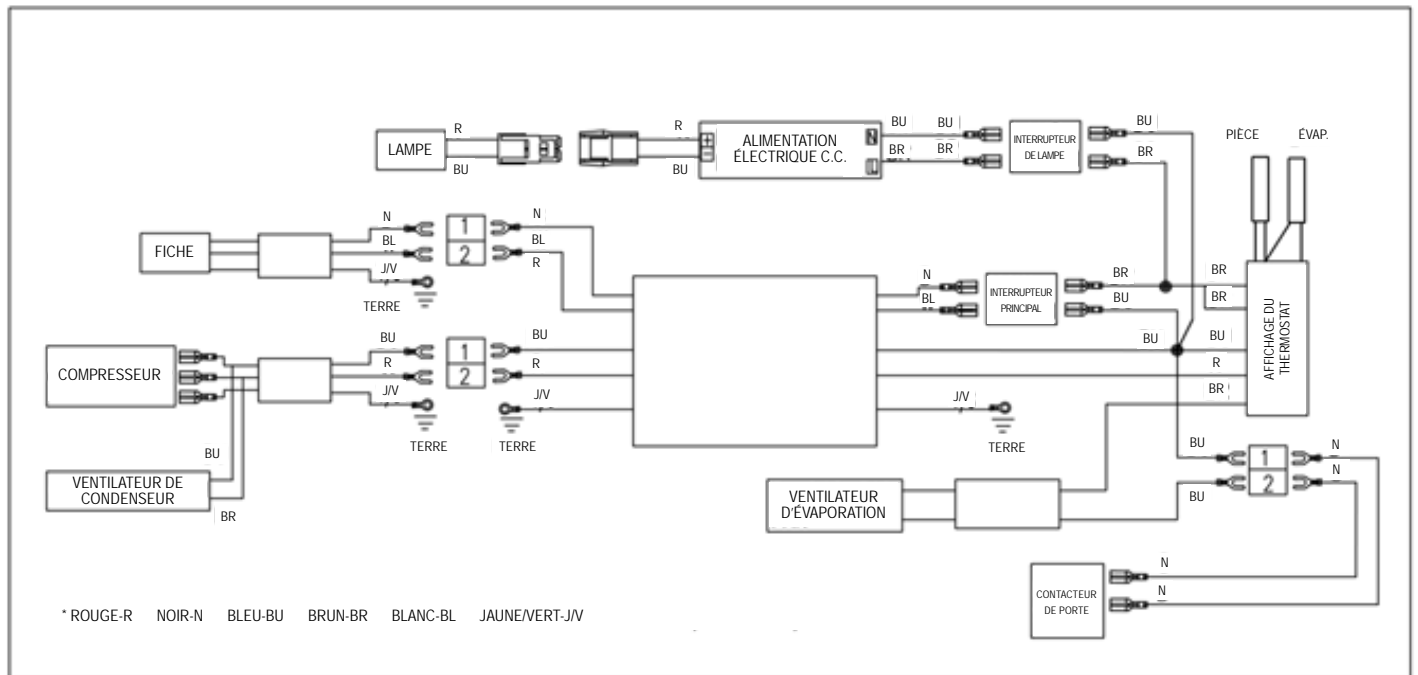 R
BU
LAMPE
R
BU
+
−
ALIMENTATION
ÉLECTRIQUE C.C.
N
L
BU
BU
BR
BR
INTERRUPTEUR
DE LAMPE
BU
BR
PIÈCE
ÉVAP.
FICHE
N
BL
J/V
TERRE
1
2
N
BL
R
N
BL
INTERRUPTEUR
PRINCIPAL
BR
BU
BR
BR
BU
BU
R
BR
AFFICHAGE DU
THERMOSTAT
COMPRESSEUR
BU
R
J/V
TERRE
1
2
BU
R
J/V
TERRE
J/V
TERRE
BU
BR
VENTILATEUR DE
CONDENSEUR
VENTILATEUR
D'ÉVAPORATION
BU
BU
1
2
N
N
CONTACTEUR
DE PORTE
N
N
* ROUGE-R NOIR-N BLEU-BU BRUN-BR BLANC-BL JAUNE/VERT-J/V